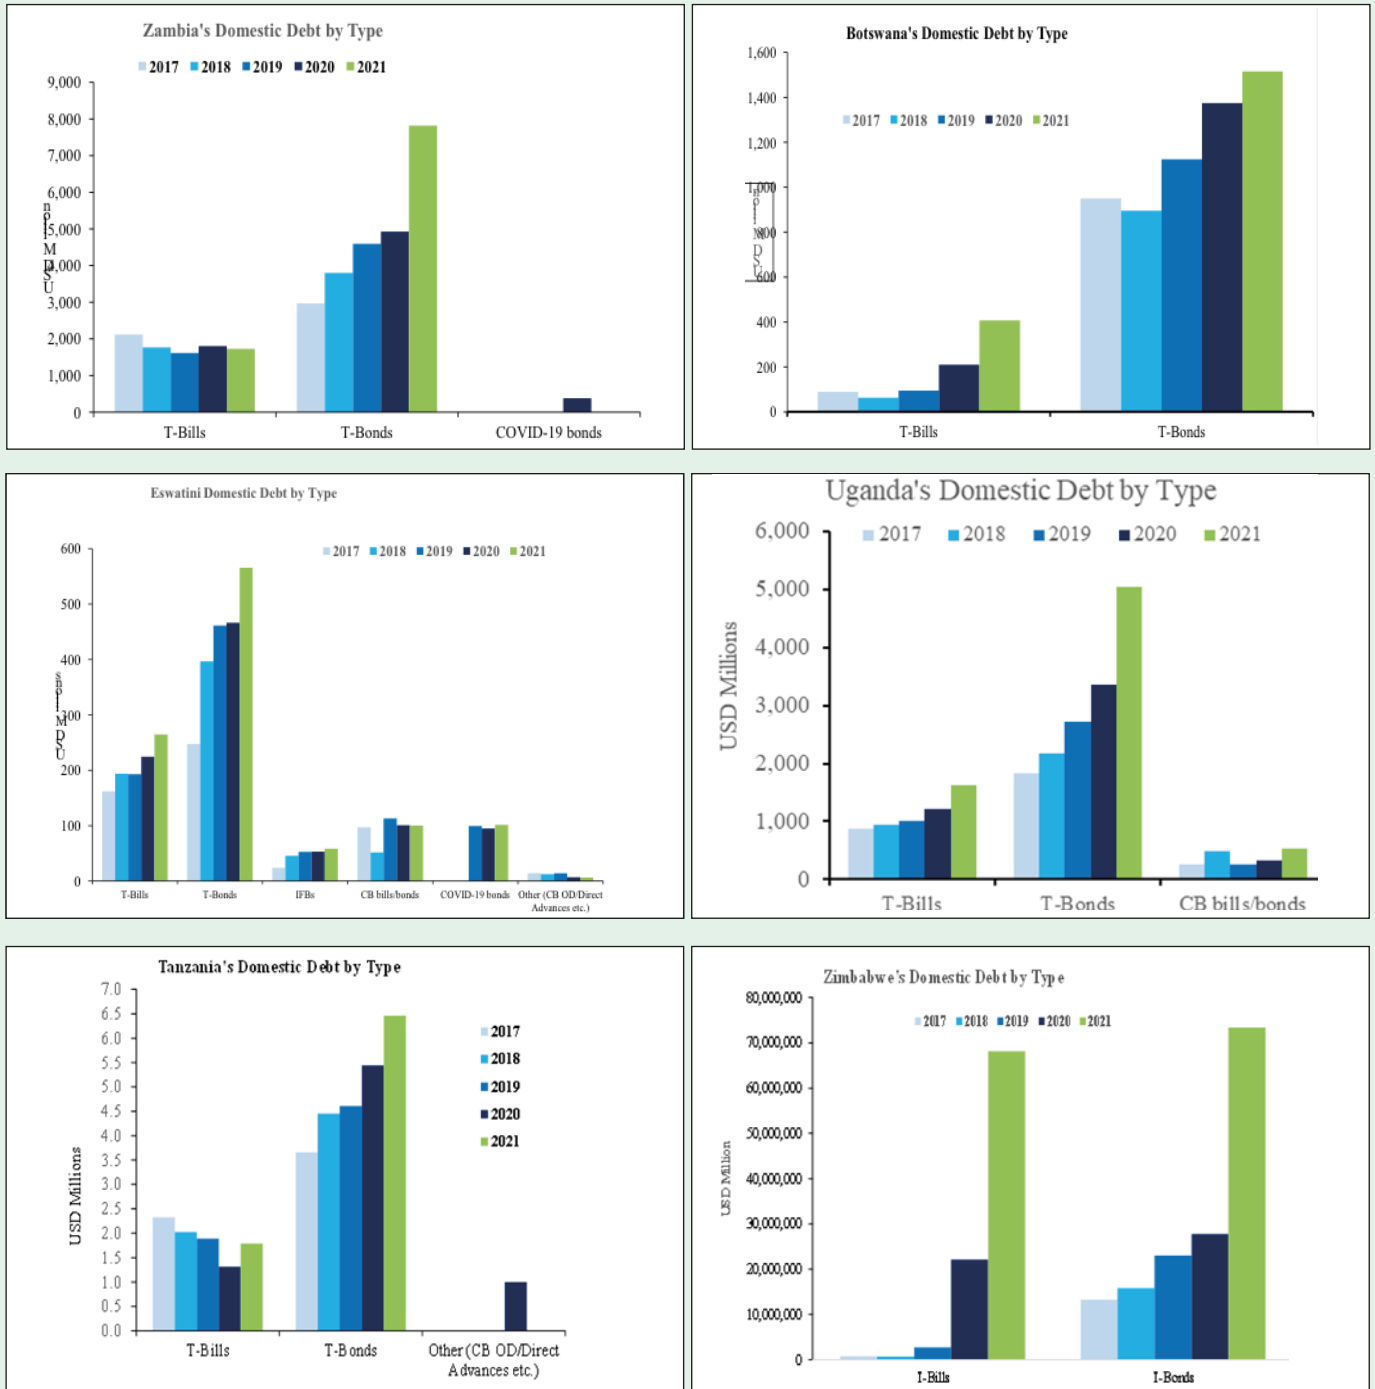 Zambia's Domestic Debt by Type
2017 2018 2019 2020 2021
9,000
8,000
7,000
6,000
5,000
4,000
3,000
2,000
1,000
0
USD Million
T-Bills T-Bonds COVID-19 bonds
Botswana's Domestic Debt by Type
1,600
1,400
2017 2018 2019 2020 2021
1,200
1,000
800
600
400
200
0
USD Million
T-Bills T-Bonds
Eswatini Domestic Debt by Type
2017 2018 2019 2020 2021
600
500
400
300
200
100
0
USD Millions
T-Bills T-Bonds IFBs CB bills/bonds COVID-19 bonds Other (CB OD/Direct
Advances etc.)
Uganda's Domestic Debt by Type
2017 2018 2019 2020 2021
6,000
5,000
4,000
3,000
2,000
1,000
0
USD Millions
T-Bills T-Bonds CB bills/bonds
Tanzania's Domestic Debt by Type
7.0
6.5
6.0
5.5
5.0
4.5
4.0
3.5
3.0
2.5
2.0
1.5
1.0
0.5
0.0
2017
2018
2019
2020
2021
USD Millions
T-Bills T-Bonds Other (CB OD/Direct
Advances etc.)
Zimbabwe's Domestic Debt by Type
80,000,000
2017 2018 2019 2020 2021
70,000,000
60,000,000
50,000,000
40,000,000
30,000,000
20,000,000
10,000,000
0
USD Million
I-Bills I-Bonds